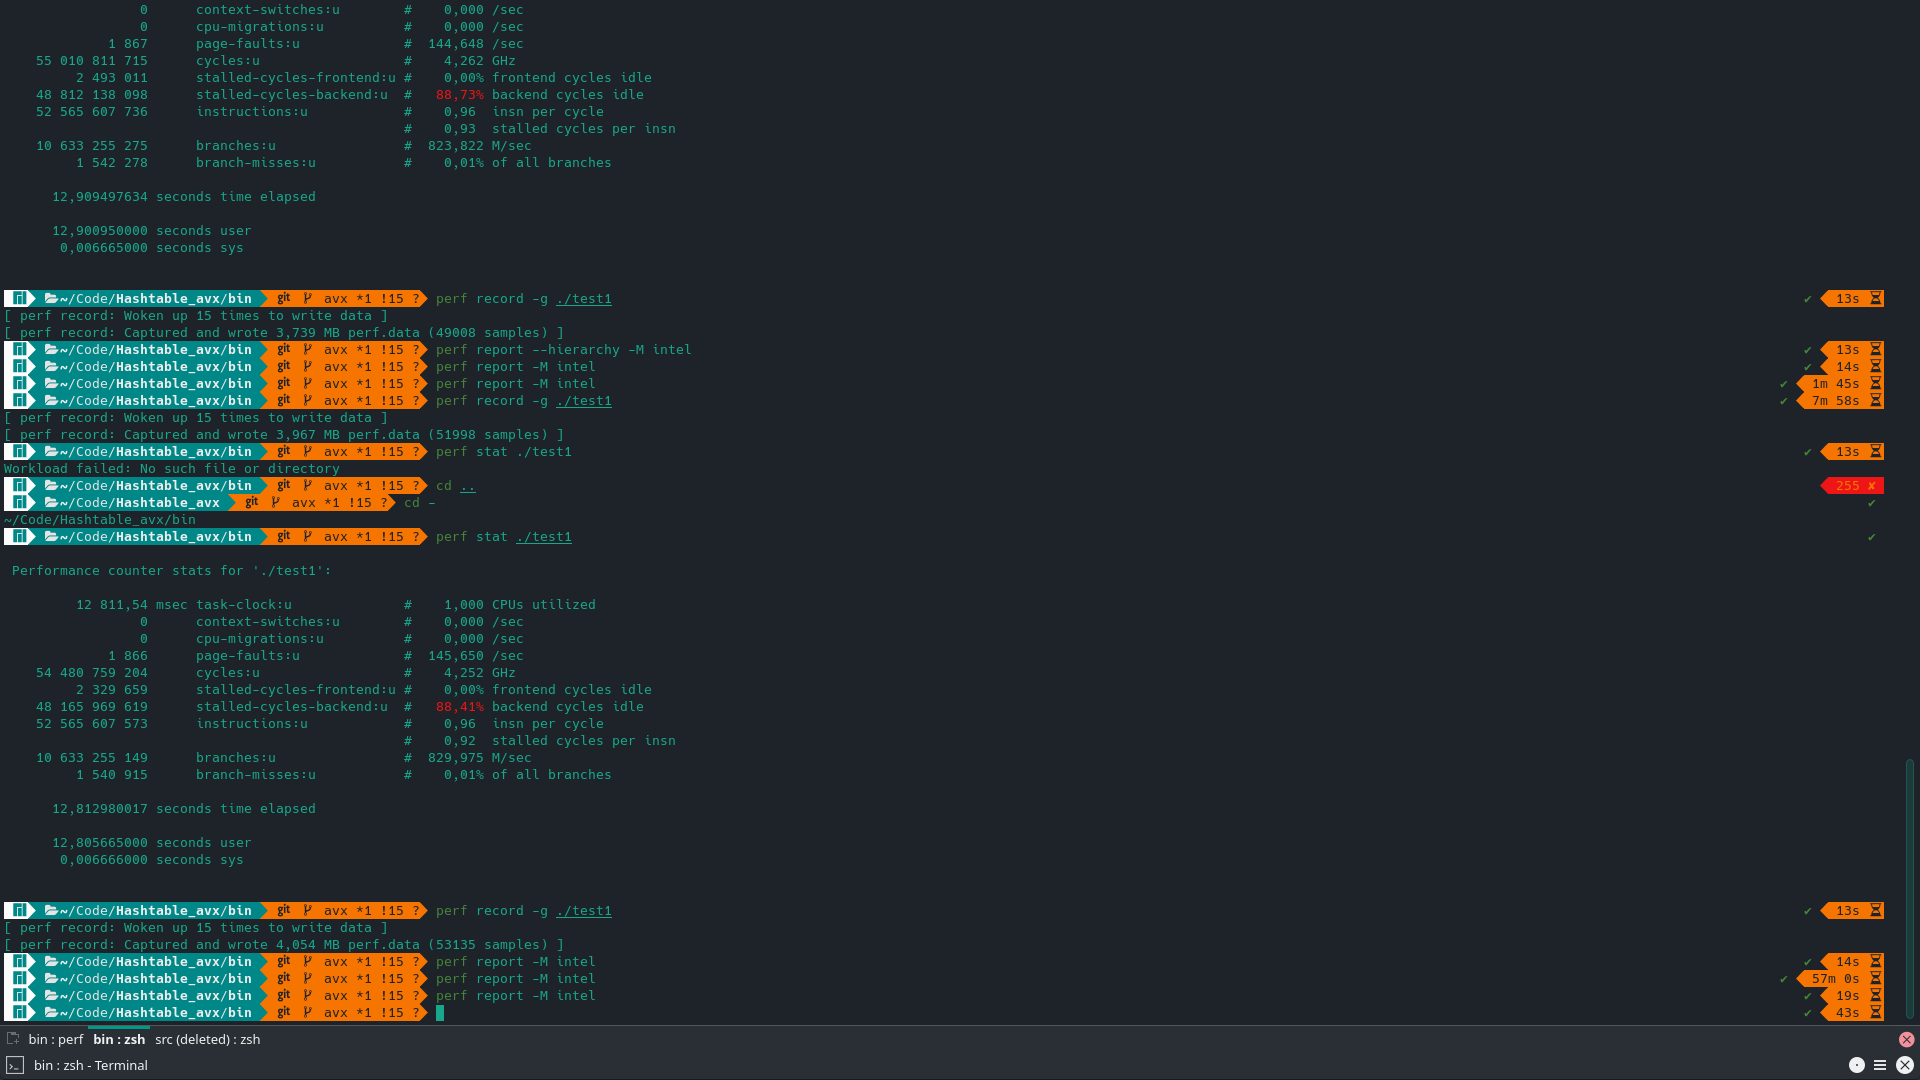 0      context-switches:u        #    0,000 /sec
0      cpu-migrations:u          #    0,000 /sec
1 867      page-faults:u             #  144,648 /sec
55 010 811 715      cycles:u                  #    4,262 GHz
2 493 011      stalled-cycles-frontend:u #    0,00% frontend cycles idle
48 812 138 098      stalled-cycles-backend:u  #   88,73% backend cycles idle
52 565 607 736      instructions:u            #    0,96  insn per cycle
#    0,93  stalled cycles per insn
10 633 255 275      branches:u                #  823,822 M/sec
1 542 278      branch-misses:u           #    0,01% of all branches
12,909497634 seconds time elapsed
12,900950000 seconds user
0,006665000 seconds sys
~/Code/Hashtable_avx/bin git avx *1 !15 ? perf record -g ./test1 ✔ 13s
[ perf record: Woken up 15 times to write data ]
[ perf record: Captured and wrote 3,739 MB perf.data (49008 samples) ]
~/Code/Hashtable_avx/bin git avx *1 !15 ? perf report --hierarchy -M intel ✔ 13s
~/Code/Hashtable_avx/bin git avx *1 !15 ? perf report -M intel ✔ 14s
~/Code/Hashtable_avx/bin git avx *1 !15 ? perf report -M intel ✔ 1m 45s
~/Code/Hashtable_avx/bin git avx *1 !15 ? perf record -g ./test1 ✔ 7m 58s
[ perf record: Woken up 15 times to write data ]
[ perf record: Captured and wrote 3,967 MB perf.data (51998 samples) ]
~/Code/Hashtable_avx/bin git avx *1 !15 ? perf stat ./test1 ✔ 13s
Workload failed: No such file or directory
~/Code/Hashtable_avx/bin git avx *1 !15 ? cd .. 255 ✘
~/Code/Hashtable_avx git avx *1 !15 ? cd - ✔
~/Code/Hashtable_avx/bin
~/Code/Hashtable_avx/bin git avx *1 !15 ? perf stat ./test1 ✔
Performance counter stats for './test1':
12 811,54 msec task-clock:u              #    1,000 CPUs utilized
0      context-switches:u        #    0,000 /sec
0      cpu-migrations:u          #    0,000 /sec
1 866      page-faults:u             #  145,650 /sec
54 480 759 204      cycles:u                  #    4,252 GHz
2 329 659      stalled-cycles-frontend:u #    0,00% frontend cycles idle
48 165 969 619      stalled-cycles-backend:u  #   88,41% backend cycles idle
52 565 607 573      instructions:u            #    0,96  insn per cycle
#    0,92  stalled cycles per insn
10 633 255 149      branches:u                #  829,975 M/sec
1 540 915      branch-misses:u           #    0,01% of all branches
12,812980017 seconds time elapsed
12,805665000 seconds user
0,006666000 seconds sys
~/Code/Hashtable_avx/bin git avx *1 !15 ? perf record -g ./test1 ✔ 13s
[ perf record: Woken up 15 times to write data ]
[ perf record: Captured and wrote 4,054 MB perf.data (53135 samples) ]
~/Code/Hashtable_avx/bin git avx *1 !15 ? perf report -M intel ✔ 14s
~/Code/Hashtable_avx/bin git avx *1 !15 ? perf report -M intel ✔ 57m 0s
~/Code/Hashtable_avx/bin git avx *1 !15 ? perf report -M intel ✔ 19s
~/Code/Hashtable_avx/bin git avx *1 !15 ? ✔ 43s
bin : perf bin : zsh src (deleted) : zsh
bin : zsh - Terminal